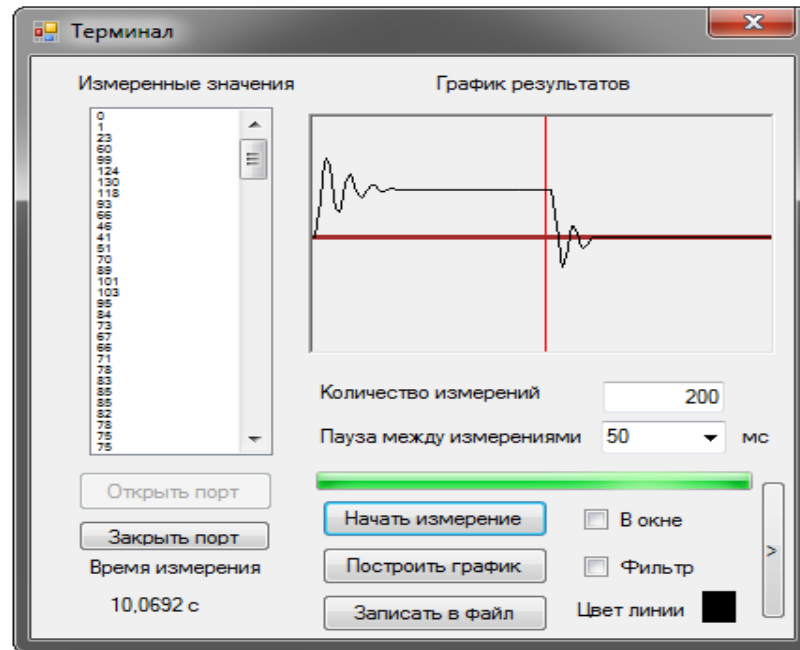 Терминал
Измеренные значения
График результатов
0
1
23
60
99
124
130
118
93
66
46
41
51
70
89
101
103
95
84
73
67
66
71
78
83
85
85
82
78
75
75
Количество измерений
200
Пауза между измерениями
50
мс
Открыть порт
Закрыть порт
Время измерения
10,0692 с
Начать измерение
Построить график
Записать в файл
В окне
Фильтр
Цвет линии
>